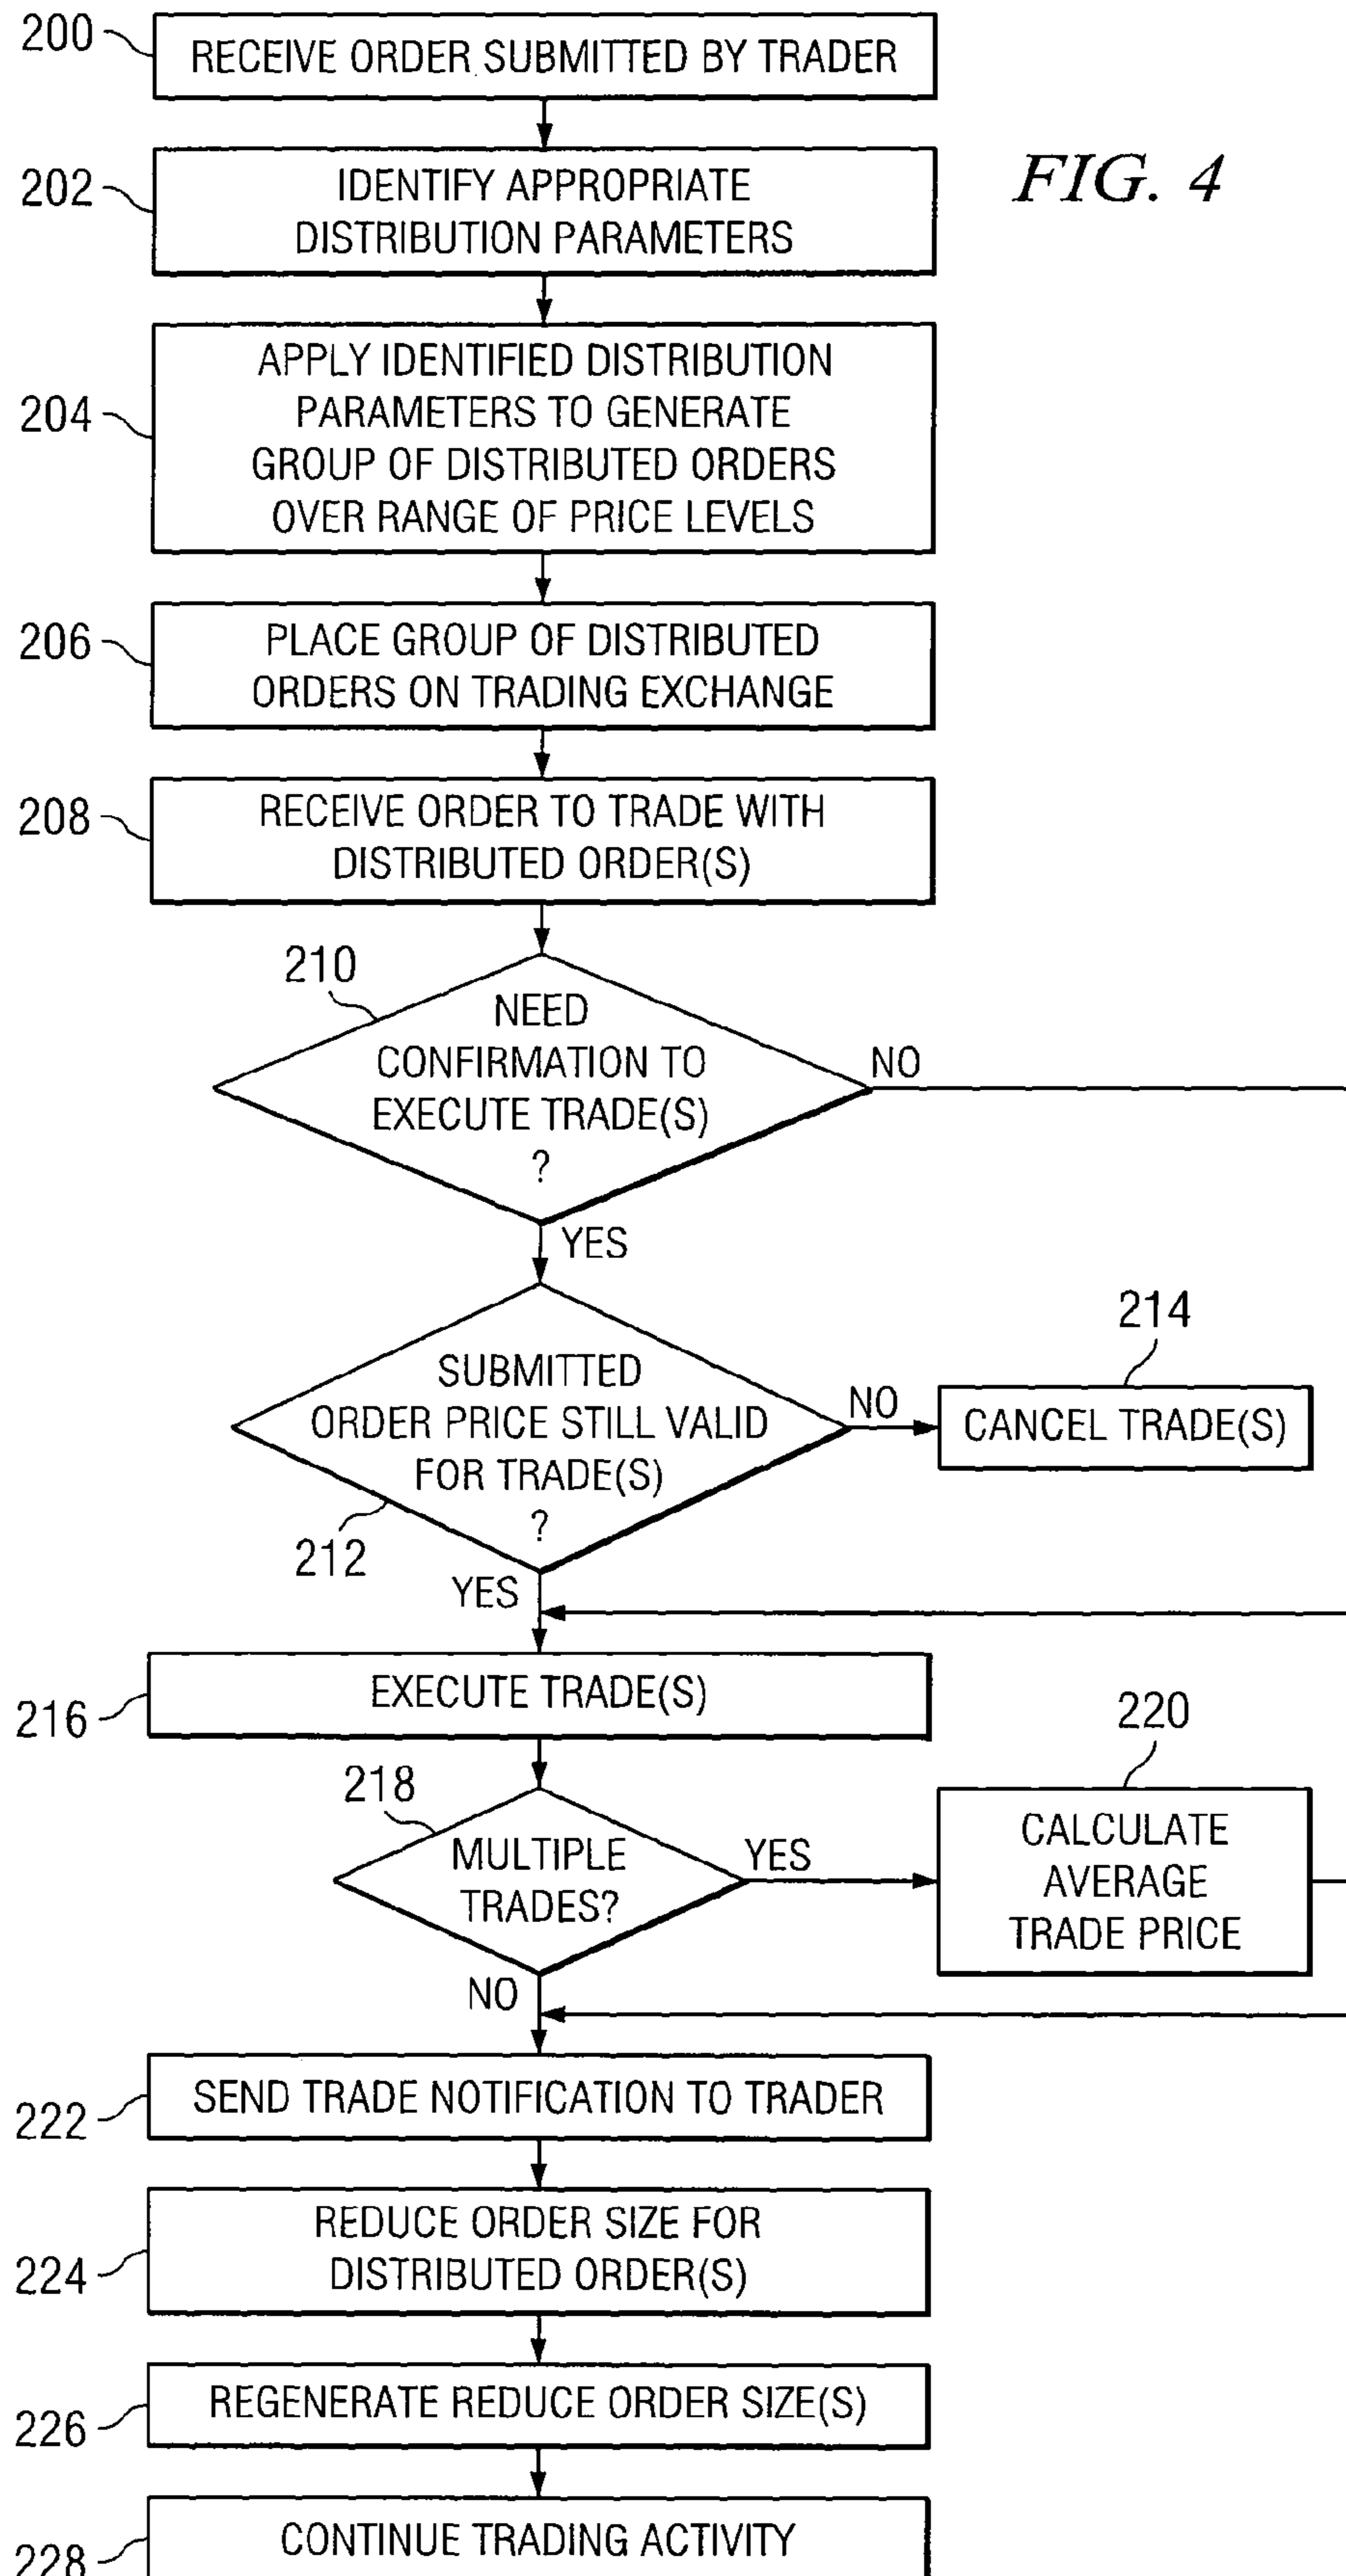 200
RECEIVE ORDER SUBMITTED BY TRADER
FIG. 4
202
IDENTIFY APPROPRIATE
DISTRIBUTION PARAMETERS
204
APPLY IDENTIFIED DISTRIBUTION
PARAMETERS TO GENERATE
GROUP OF DISTRIBUTED ORDERS
OVER RANGE OF PRICE LEVELS
206
PLACE GROUP OF DISTRIBUTED
ORDERS ON TRADING EXCHANGE
208
RECEIVE ORDER TO TRADE WITH
DISTRIBUTED ORDER(S)
210
NEED
CONFIRMATION TO
EXECUTE TRADE(S)
?
NO
YES
SUBMITTED
ORDER PRICE STILL VALID
FOR TRADE(S)
?
212
NO
214
CANCEL TRADE(S)
YES
216
EXECUTE TRADE(S)
218
MULTIPLE
TRADES?
YES
220
CALCULATE
AVERAGE
TRADE PRICE
NO
222
SEND TRADE NOTIFICATION TO TRADER
224
REDUCE ORDER SIZE FOR
DISTRIBUTED ORDER(S)
226
REGENERATE REDUCE ORDER SIZE(S)
228
CONTINUE TRADING ACTIVITY